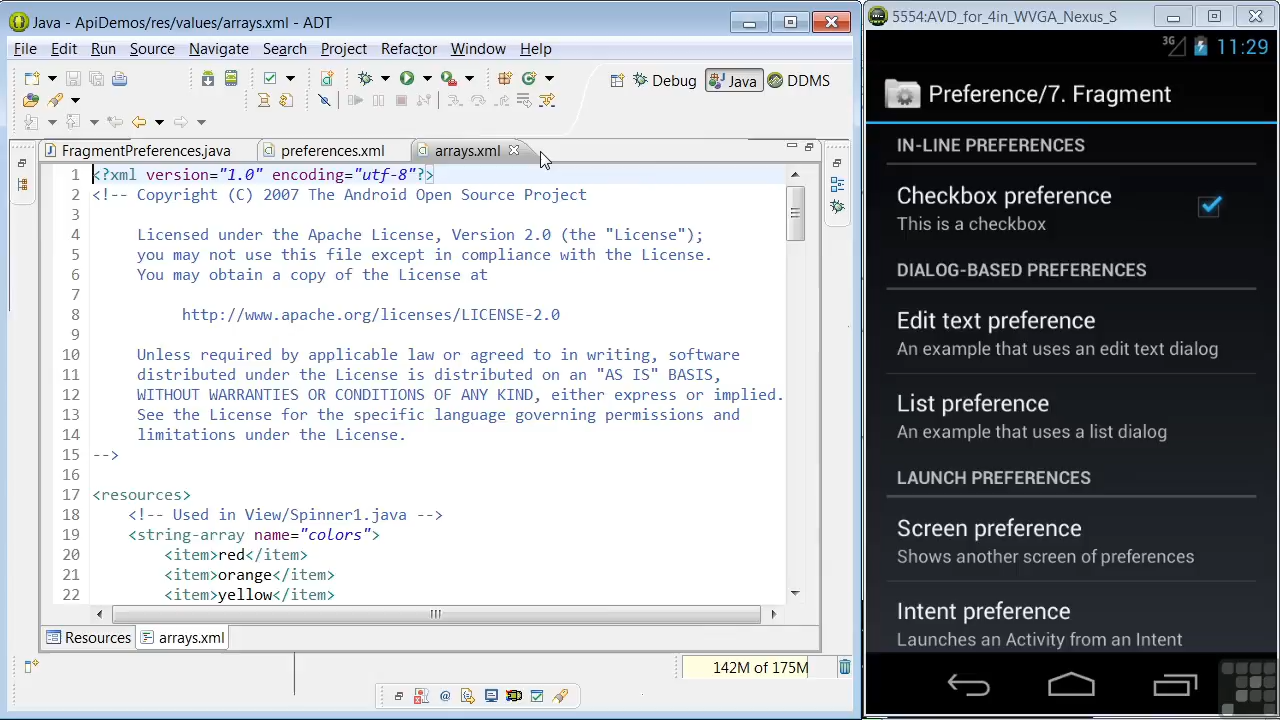 Java - ApiDemos/res/values/arrays.xml - ADT
File Edit Run Source Navigate Search Project Refactor Window Help
Debug Java DDMS
FragmentPreferences.java preferences.xml arrays.xml
1 <?xml version="1.0" encoding="utf-8"?>
2 <!-- Copyright (C) 2007 The Android Open Source Project
3
4 Licensed under the Apache License, Version 2.0 (the "License");
5 you may not use this file except in compliance with the License.
6 You may obtain a copy of the License at
7
8 http://www.apache.org/licenses/LICENSE-2.0
9
10 Unless required by applicable law or agreed to in writing, software
11 distributed under the License is distributed on an "AS IS" BASIS,
12 WITHOUT WARRANTIES OR CONDITIONS OF ANY KIND, either express or implied.
13 See the License for the specific language governing permissions and
14 limitations under the License.
15 -->
16
17 <resources>
18 <!-- Used in View/Spinner1.java -->
19 <string-array name="colors">
20 <item>red</item>
21 <item>orange</item>
22 <item>yellow</item>
Resources arrays.xml
142M of 175M
5554:AVD_for_4in_WVGA_Nexus_S
3G 11:29
Preference/7. Fragment
IN-LINE PREFERENCES
Checkbox preference
This is a checkbox
DIALOG-BASED PREFERENCES
Edit text preference
An example that uses an edit text dialog
List preference
An example that uses a list dialog
LAUNCH PREFERENCES
Screen preference
Shows another screen of preferences
Intent preference
Launches an Activity from an Intent